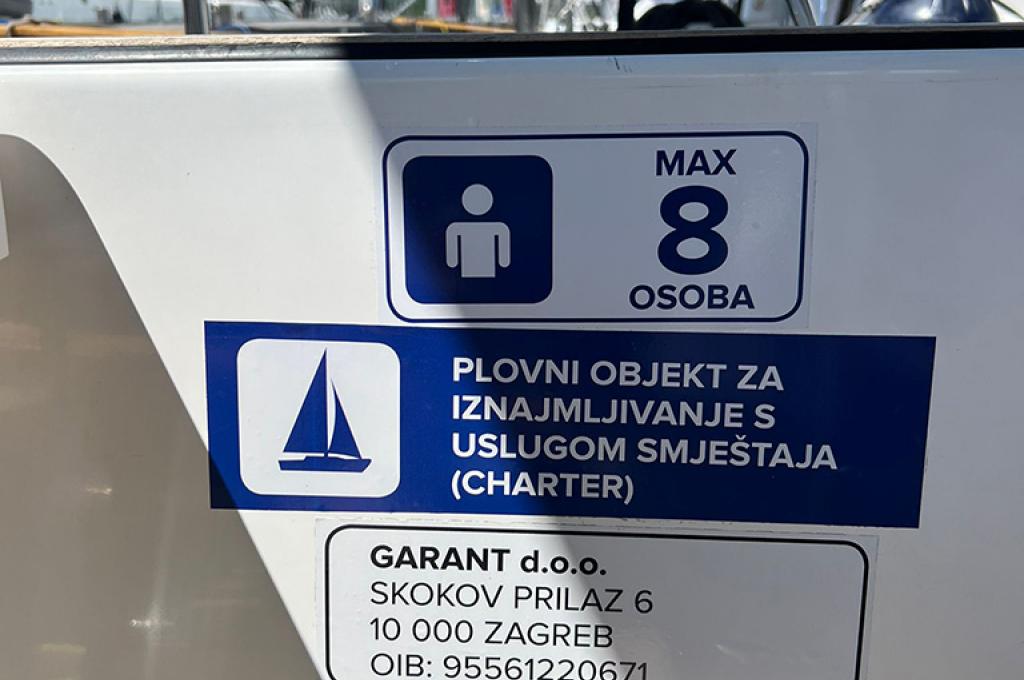 MAX
8
OSOBA
PLOVNI OBJEKT ZA
IZNAJMLJIVANJE S
USLUGOM SMJEŠTAJA
(CHARTER)
GARANT d.o.o.
SKOKOV PRILAZ 6
10 000 ZAGREB
OIB: 95561220671